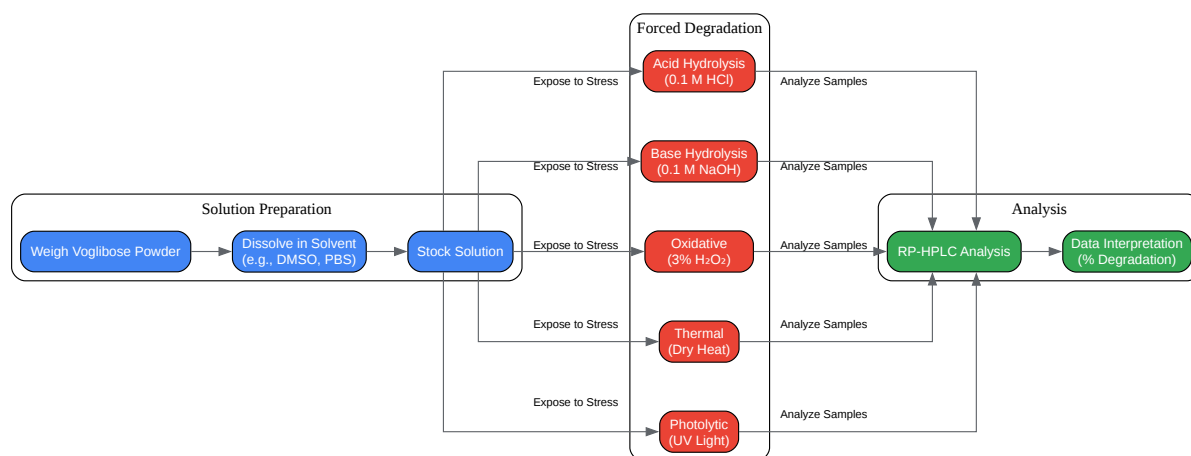 Forced Degradation
Acid Hydrolysis
(0.1 M HCl)
Expose to Stress
Analyze Samples
Base Hydrolysis
(0.1 M NaOH)
Expose to Stress
Analyze Samples
Solution Preparation
Analysis
Weigh Voglibose Powder
Dissolve in Solvent
(e.g., DMSO, PBS)
Stock Solution
Expose to Stress
Oxidative
(3% H₂O₂)
Analyze Samples
RP-HPLC Analysis
Data Interpretation
(% Degradation)
Expose to Stress
Thermal
(Dry Heat)
Analyze Samples
Expose to Stress
Photolytic
(UV Light)
Analyze Samples